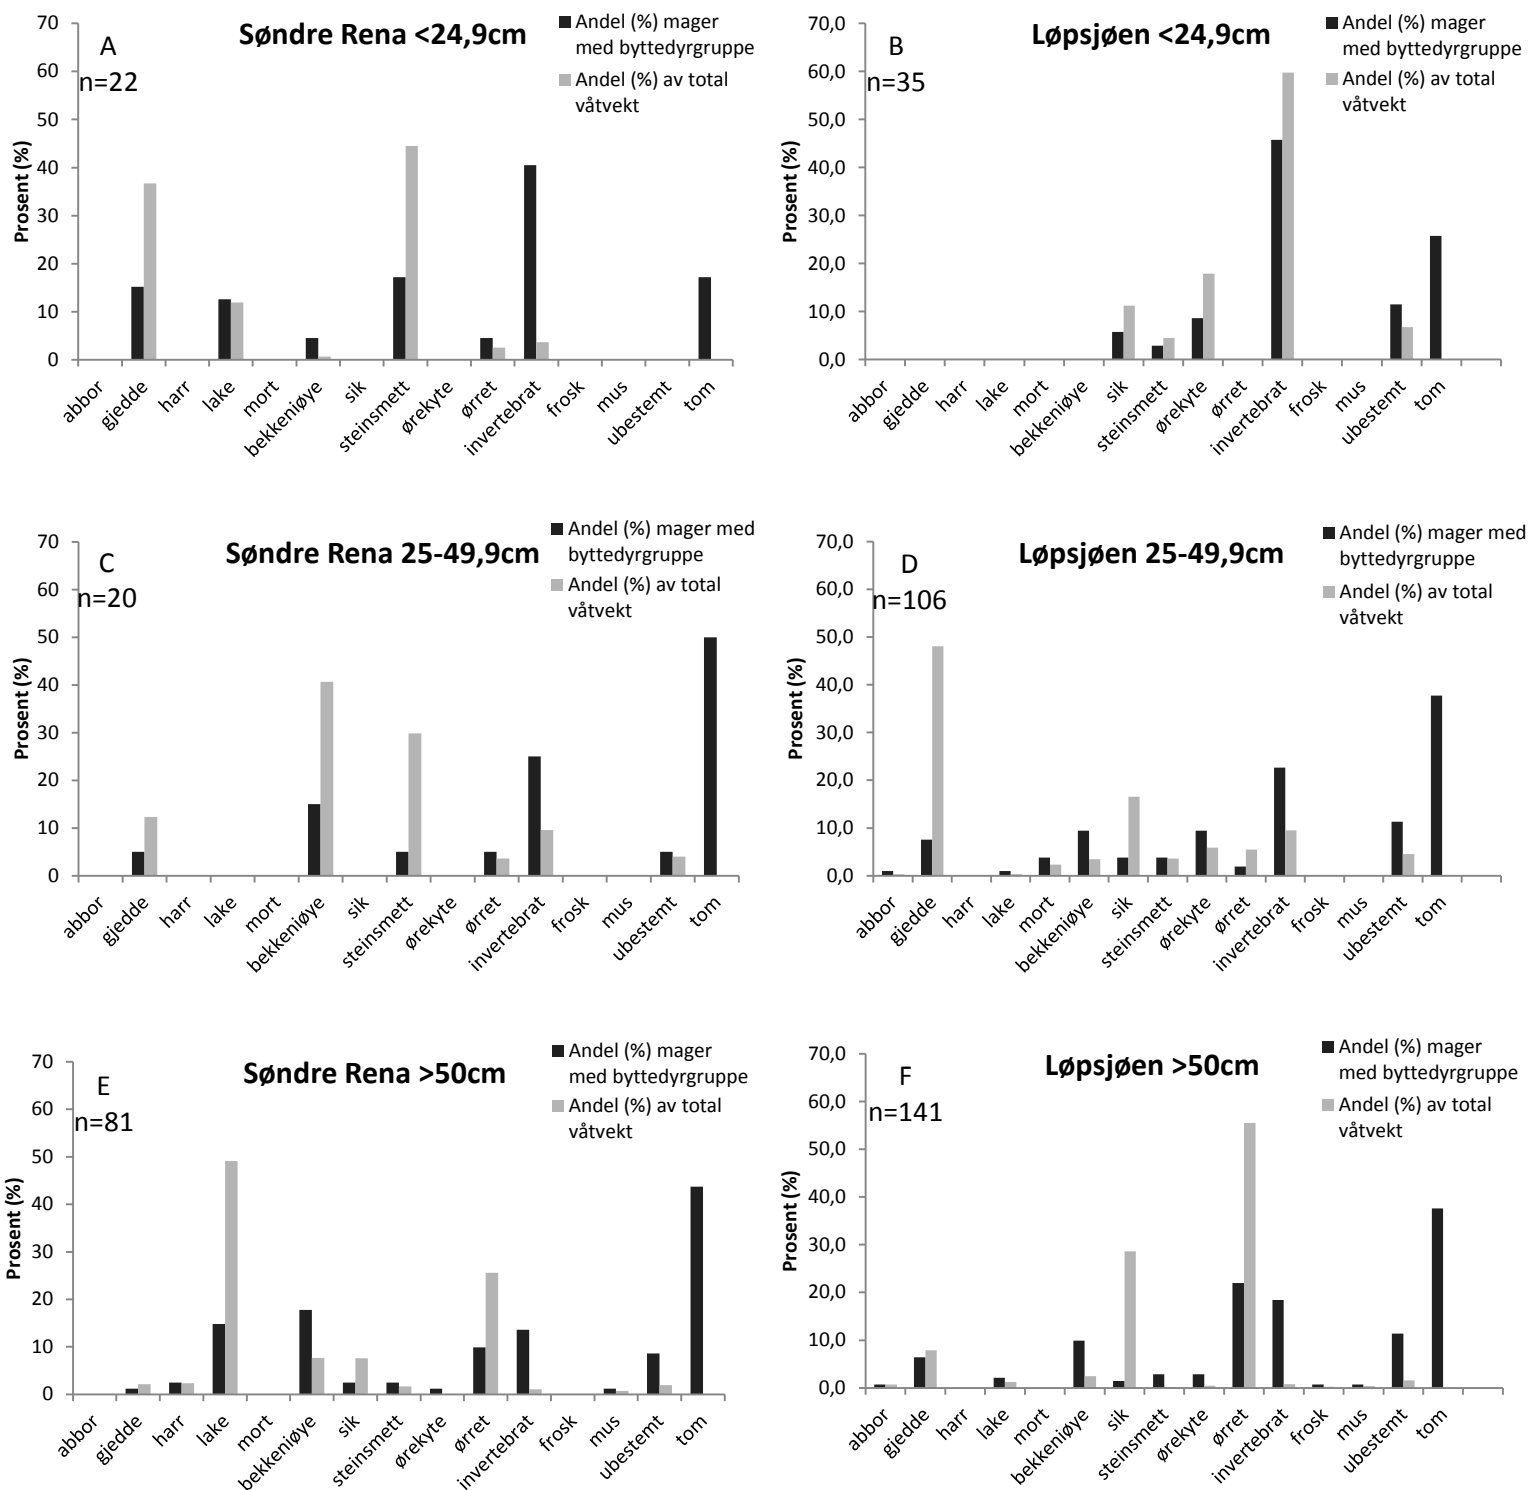 Søndre Rena <24,9cm
A
n=22
Andel (%) mager
med byttedyrgruppe
Andel (%) av total
våtvekt
Prosent (%)
70
60
50
40
30
20
10
0
abbor
gjedde
harr
lake
mort
bekkeniøye
sik
steinsmett
ørekyte
ørret
invertebrat
frosk
mus
ubestemt
tom
Løpsjøen <24,9cm
B
n=35
Andel (%) mager
med byttedyrgruppe
Andel (%) av total
våtvekt
Prosent (%)
70,0
60,0
50,0
40,0
30,0
20,0
10,0
0,0
abbor
gjedde
harr
lake
mort
bekkeniøye
sik
steinsmett
ørekyte
ørret
invertebrat
frosk
mus
ubestemt
tom
Søndre Rena 25-49,9cm
C
n=20
Andel (%) mager med
byttedyrgruppe
Andel (%) av total
våtvekt
Prosent (%)
70
60
50
40
30
20
10
0
abbor
gjedde
harr
lake
mort
bekkeniøye
sik
steinsmett
ørekyte
ørret
invertebrat
frosk
mus
ubestemt
tom
Løpsjøen 25-49,9cm
D
n=106
Andel (%) mager med
byttedyrgruppe
Andel (%) av total
våtvekt
Prosent (%)
70,0
60,0
50,0
40,0
30,0
20,0
10,0
0,0
abbor
gjedde
harr
lake
mort
bekkeniøye
sik
steinsmett
ørekyte
ørret
invertebrat
frosk
mus
ubestemt
tom
Søndre Rena >50cm
E
n=81
Andel (%) mager
med byttedyrgruppe
Andel (%) av total
våtvekt
Prosent (%)
70
60
50
40
30
20
10
0
abbor
gjedde
harr
lake
mort
bekkeniøye
sik
steinsmett
ørekyte
ørret
invertebrat
frosk
mus
ubestemt
tom
Løpsjøen >50cm
F
n=141
Andel (%) mager
med byttedyrgruppe
Andel (%) av total
våtvekt
Prosent (%)
70,0
60,0
50,0
40,0
30,0
20,0
10,0
0,0
abbor
gjedde
harr
lake
mort
bekkeniøye
sik
steinsmett
ørekyte
ørret
invertebrat
frosk
mus
ubestemt
tom